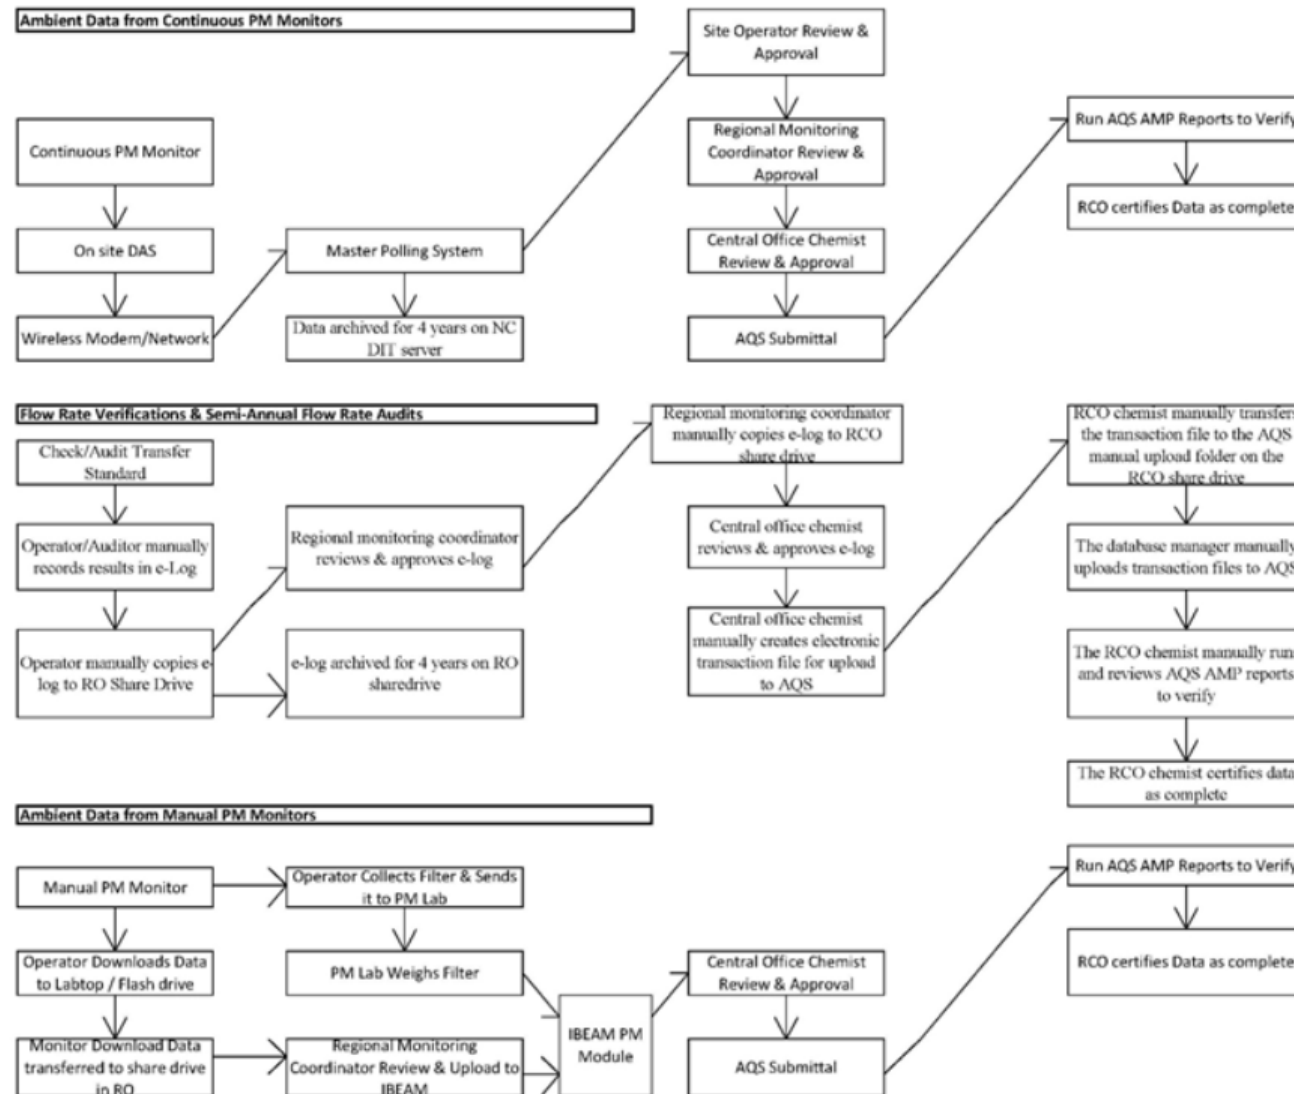 Ambient Data from Continuous PM Monitors
Continuous PM Monitor
On site DAS
Wireless Modem/Network
Master Polling System
Data archived for 4 years on NC
DIT server
Site Operator Review &
Approval
Regional Monitoring
Coordinator Review &
Approval
Central Office Chemist
Review & Approval
AQS Submittal
Run AQS AMP Reports to Verify
RCO certifies Data as complete
Flow Rate Verifications & Semi-Annual Flow Rate Audits
Check/Audit Transfer
Standard
Operator/Auditor manually
records results in e-Log
Operator manually copies e-
log to RO Share Drive
Regional monitoring coordinator
reviews & approves e-log
e-log archived for 4 years on RO
sharedrive
Regional monitoring coordinator
manually copies e-log to RCO
share drive
Central office chemist
reviews & approves e-log
Central office chemist
manually creates electronic
transaction file for upload
to AQS
RCO chemist manually transfers
the transaction file to the AQS
manual upload folder on the
RCO share drive
The database manager manually
uploads transaction files to AQS
The RCO chemist manually runs
and reviews AQS AMP reports
to verify
The RCO chemist certifies data
as complete
Ambient Data from Manual PM Monitors
Manual PM Monitor
Operator Downloads Data
to Labtop / Flash drive
Monitor Download Data
transferred to share drive
in RO
Operator Collects Filter & Sends
it to PM Lab
PM Lab Weighs Filter
Regional Monitoring
Coordinator Review & Upload to
IBEAM
IBEAM PM
Module
Central Office Chemist
Review & Approval
AQS Submittal
Run AQS AMP Reports to Verify
RCO certifies Data as complete